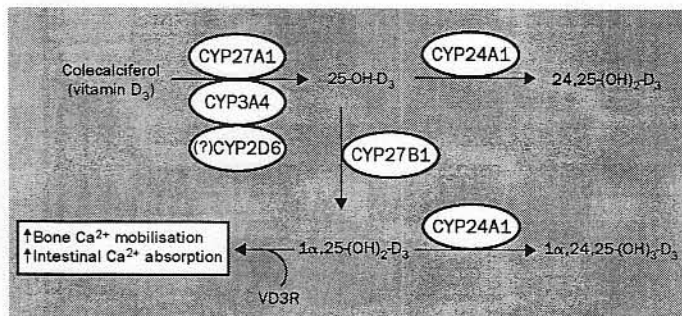 CYP27A1
CYP24A1
Colecalciferol
(vitamin D₃)
25-OH-D₃
24,25-(OH)₂-D₃
CYP3A4
(?)CYP2D6
CYP27B1
CYP24A1
↑Bone Ca²⁺ mobilisation
↑Intestinal Ca²⁺ absorption
1α,25-(OH)₂-D₃
1α,24,25-(OH)₃-D₃
VD3R